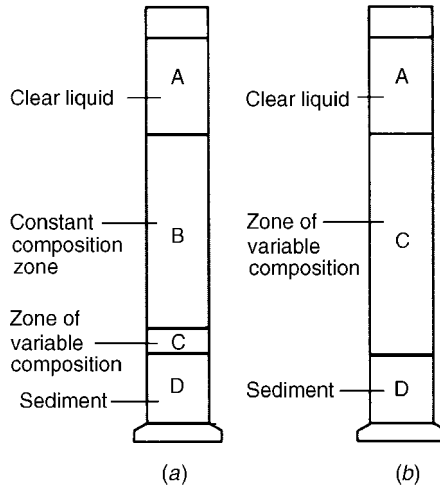 A
Clear liquid
Constant
composition
zone
B
Zone of
variable
composition
C
Sediment
D
(a)
A
Clear liquid
Zone of
variable
composition
C
Sediment
D
(b)